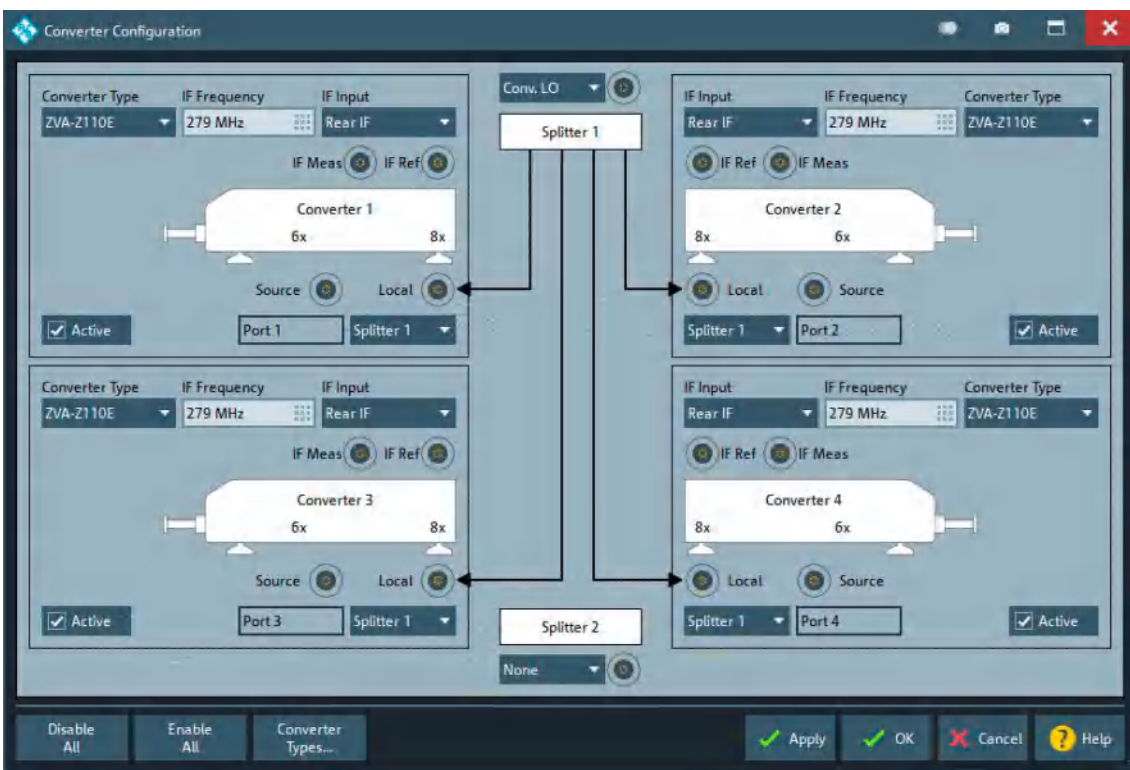 Converter Configuration
Converter Type IF Frequency IF Input
ZVA-Z110E 279 MHz Rear IF
IF Meas IF Ref
Converter 1
6x 8x
Source Local
Active Port 1 Splitter 1
Conv. LO
Splitter 1
IF Input IF Frequency Converter Type
Rear IF 279 MHz ZVA-Z110E
IF Ref IF Meas
Converter 2
8x 6x
Local Source
Splitter 1 Port 2 Active
Converter Type IF Frequency IF Input
ZVA-Z110E 279 MHz Rear IF
IF Meas IF Ref
Converter 3
6x 8x
Source Local
Active Port 3 Splitter 1
Splitter 2
None
IF Input IF Frequency Converter Type
Rear IF 279 MHz ZVA-Z110E
IF Ref IF Meas
Converter 4
8x 6x
Local Source
Splitter 1 Port 4 Active
Disable All
Enable All
Converter Types...
Apply
OK
Cancel
? Help